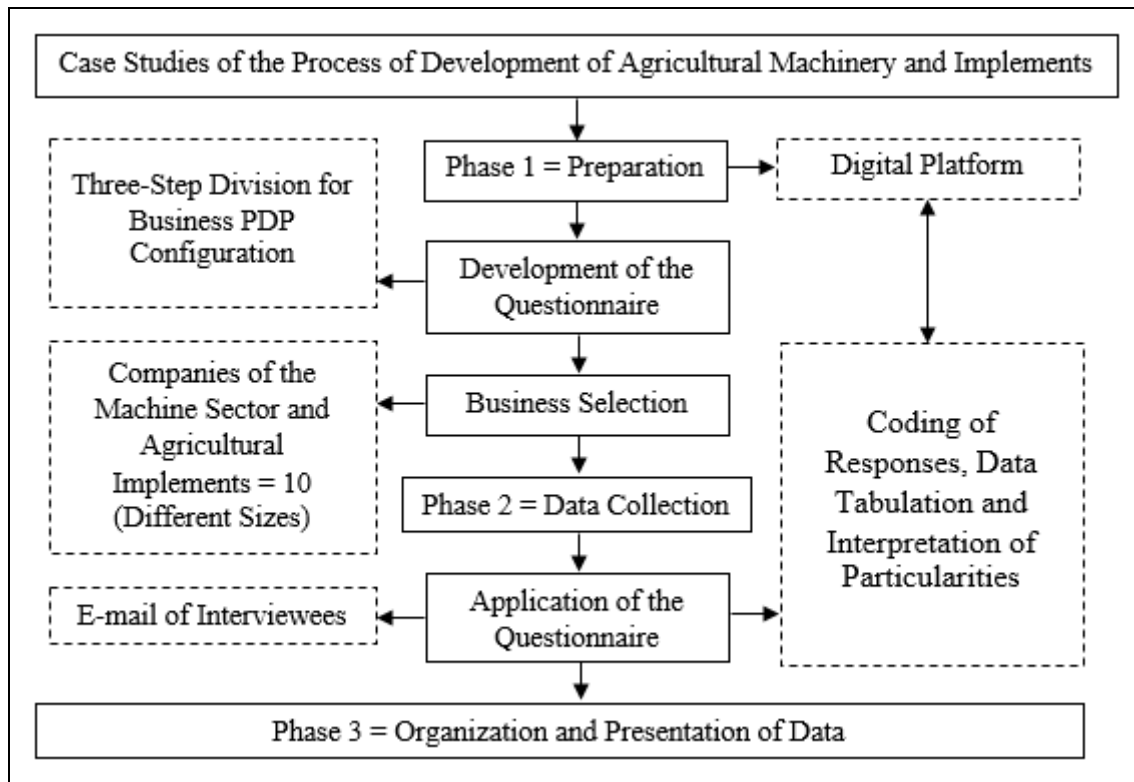 Case Studies of the Process of Development of Agricultural Machinery and Implements
Phase 1 = Preparation
Digital Platform
Three-Step Division for
Business PDP
Configuration
Development of the
Questionnaire
Companies of the
Machine Sector and
Agricultural
Implements = 10
(Different Sizes)
Business Selection
Coding of
Responses, Data
Tabulation and
Interpretation of
Particularities
Phase 2 = Data Collection
E-mail of Interviewees
Application of the
Questionnaire
Phase 3 = Organization and Presentation of Data